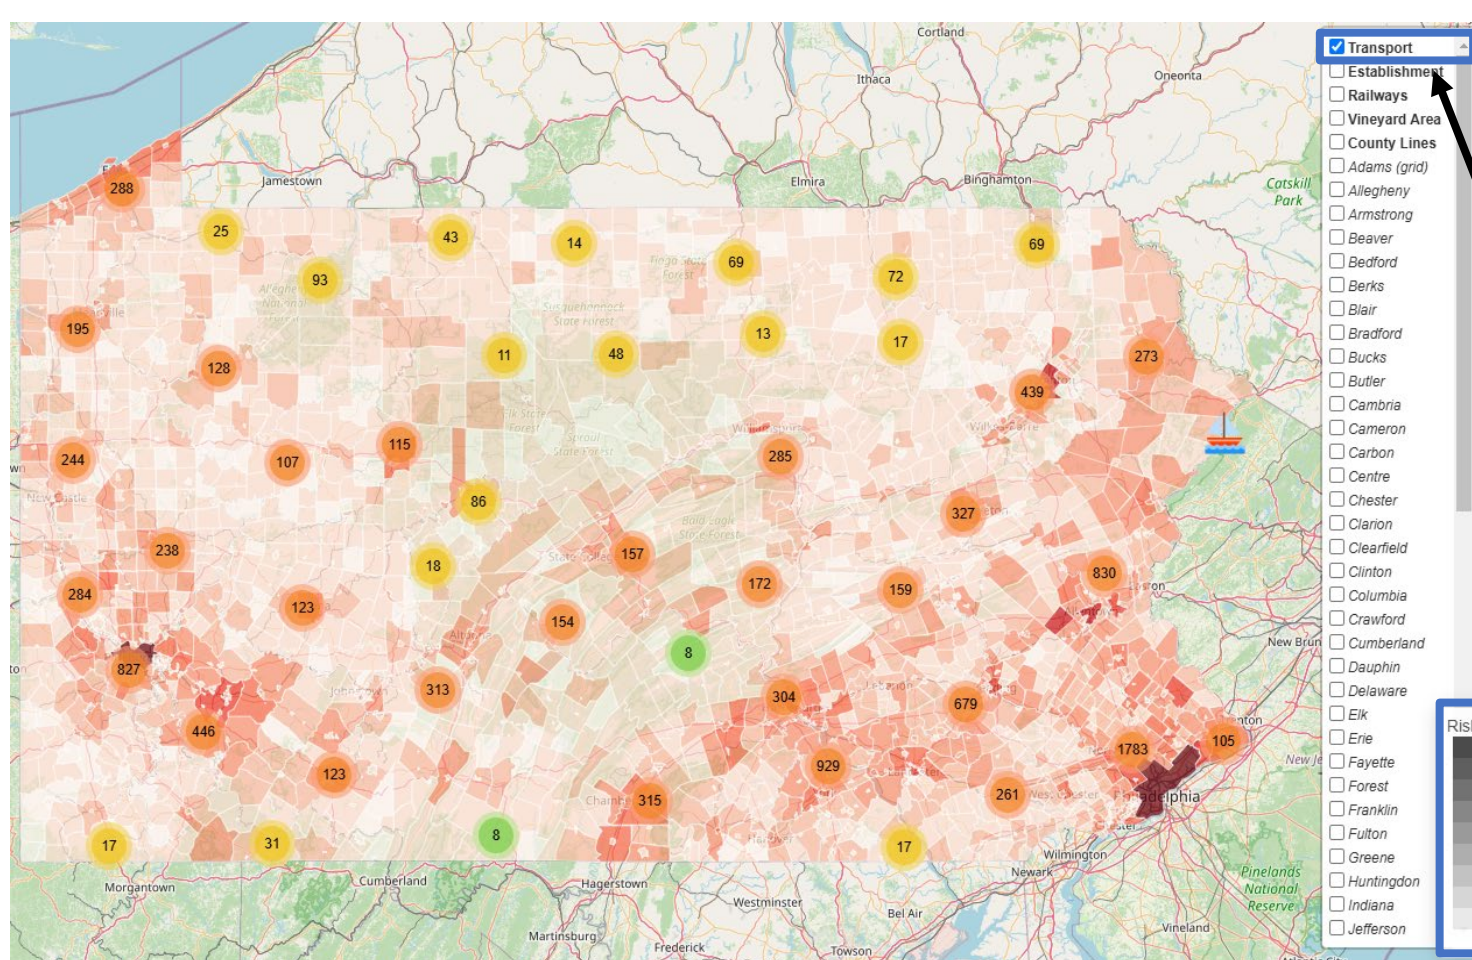 Cortland
Ithaca
Oneonta
Jamestown
Elmira
Binghamton
Catskill
Park
288
25
43
14
69
69
93
72
195
13
17
128
11
48
273
439
244
107
115
285
86
327
238
18
157
172
159
830
284
123
154
8
827
313
304
679
446
1783
105
123
929
315
261
17
31
8
17
Philadelphia
Wilmington
Newark
Morgantown
Cumberland
Hagerstown
Westminster
Bel Air
Martinsburg
Frederick
Towson
Vineland
Pinelands
National
Reserve
New Brun
New Je
Transport
Establishment
Railways
Vineyard Area
County Lines
Adams (grid)
Allegheny
Armstrong
Beaver
Bedford
Berks
Blair
Bradford
Bucks
Butler
Cambria
Cameron
Carbon
Centre
Chester
Clarion
Clearfield
Clinton
Columbia
Crawford
Cumberland
Dauphin
Delaware
Elk
Erie
Fayette
Forest
Franklin
Fulton
Greene
Huntingdon
Indiana
Jefferson